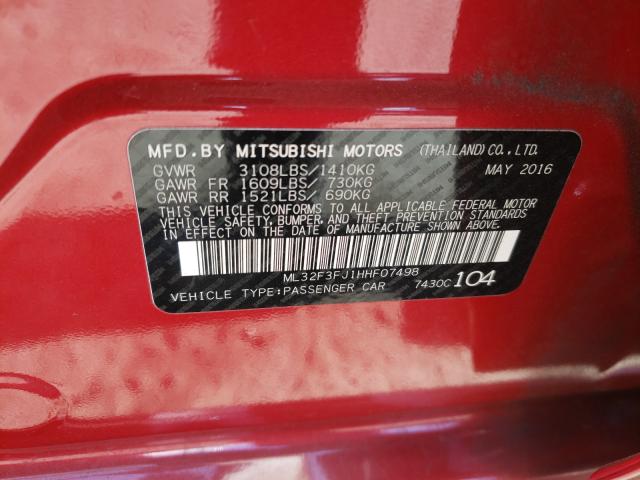 MFD.BY MITSUBISHI MOTORS (THAILAND) CO.,LTD.
GVWR 3108LBS/1410KG MAY 2016
GAWR FR 1609LBS/ 730KG
GAWR RR 1521LBS/ 690KG
THIS VEHICLE CONFORMS TO ALL APPLICABLE FEDERAL MOTOR
VEHICLE SAFETY, BUMPER, AND THEFT PREVENTION STANDARDS
IN EFFECT ON THE DATE OF MANUFACTURE SHOWN ABOVE.
ML32F3FJ1HHF07498
VEHICLE TYPE:PASSENGER CAR 7430C 104